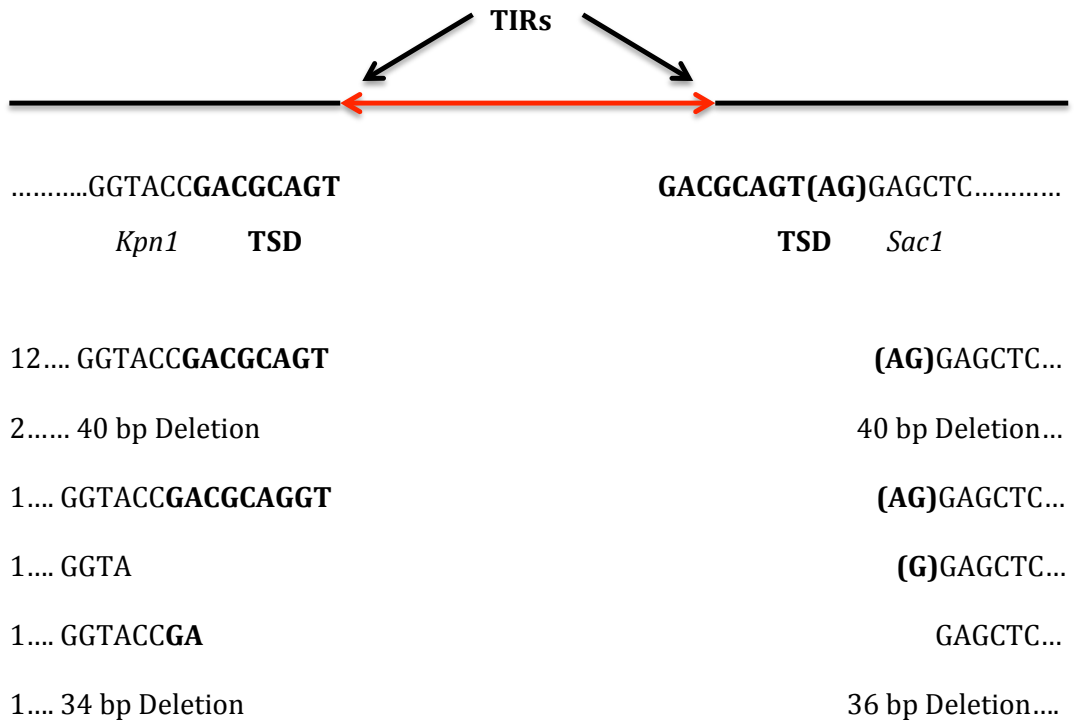 TIRs
………..GGTACCGACGCAGT GACGCAGT(AG)GAGCTC…………
Kpn1 TSD TSD Sac1
12…. GGTACCGACGCAGT (AG)GAGCTC…
2…… 40 bp Deletion 40 bp Deletion…
1…. GGTACCGACGCAGGT (AG)GAGCTC…
1…. GGTA (G)GAGCTC…
1…. GGTACCGA GAGCTC…
1…. 34 bp Deletion 36 bp Deletion….